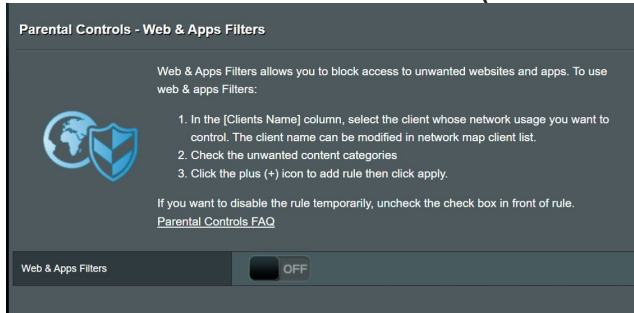 Parental Controls - Web & Apps Filters
Web & Apps Filters allows you to block access to unwanted websites and apps. To use
web & apps Filters:
1. In the [Clients Name] column, select the client whose network usage you want to
control. The client name can be modified in network map client list.
2. Check the unwanted content categories
3. Click the plus (+) icon to add rule then click apply.
If you want to disable the rule temporarily, uncheck the check box in front of rule.
Parental Controls FAQ
Web & Apps Filters
OFF